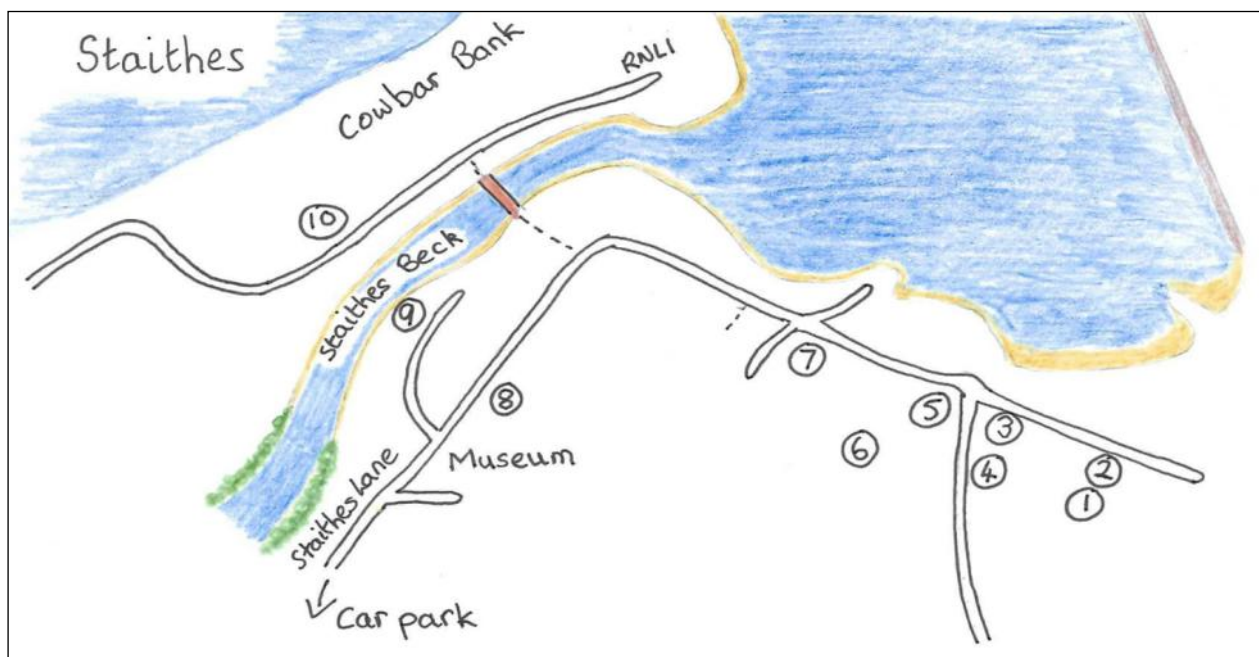 Staithes
Cowbar Bank
RNLI
10
Staithes Beck
9
7
8
5
3
6
4
2
1
Museum
Staithes Lane
Car park